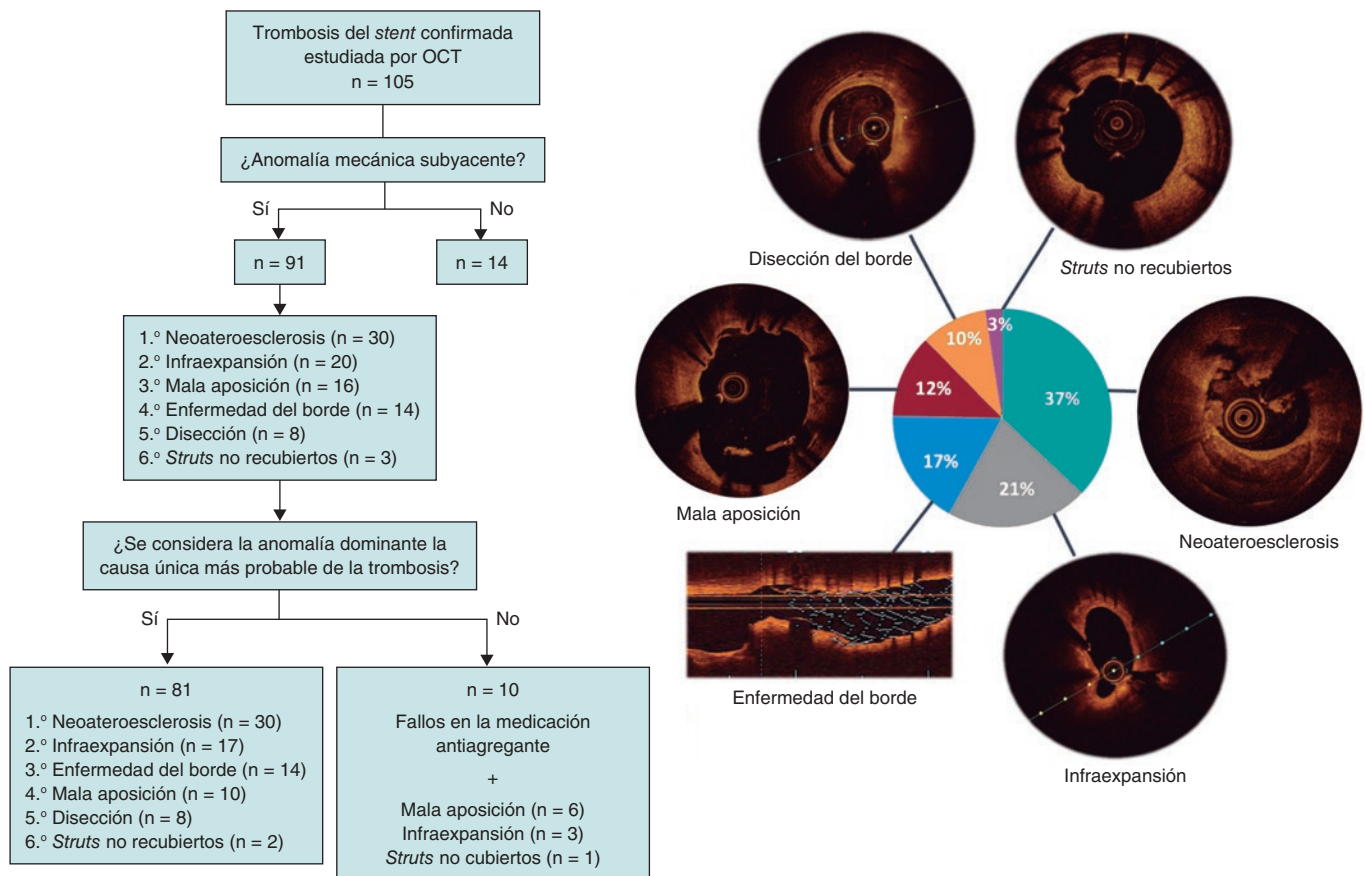 Trombosis del stent confirmada
estudiada por OCT
n = 105
¿Anomalía mecánica subyacente?
Sí
No
n = 91
n = 14
1.º Neoateroesclerosis (n = 30)
2.º Infraexpansión (n = 20)
3.º Mala aposición (n = 16)
4.º Enfermedad del borde (n = 14)
5.º Disección (n = 8)
6.º Struts no recubiertos (n = 3)
¿Se considera la anomalía dominante la
causa única más probable de la trombosis?
Sí
No
n = 81
1.º Neoateroesclerosis (n = 30)
2.º Infraexpansión (n = 17)
3.º Enfermedad del borde (n = 14)
4.º Mala aposición (n = 10)
5.º Disección (n = 8)
6.º Struts no recubiertos (n = 2)
n = 10
Fallos en la medicación
antiagregante
+
Mala aposición (n = 6)
Infraexpansión (n = 3)
Struts no cubiertos (n = 1)
Disección del borde
Struts no recubiertos
Mala aposición
Neoateroesclerosis
Enfermedad del borde
Infraexpansión
3%
10%
12%
37%
17%
21%